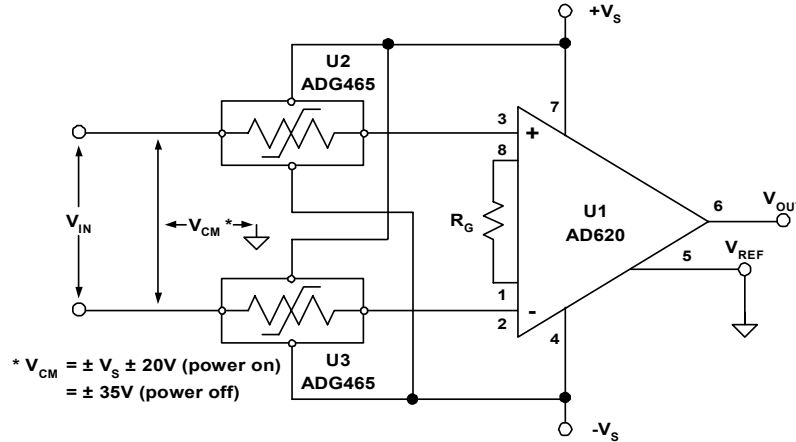 +VS
U2
ADG465
7
3
+
8
VIN
VCM *
RG
U1
AD620
6
VOUT
VREF
5
1
-
2
4
U3
ADG465
* VCM = ± VS ± 20V (power on)
= ± 35V (power off)
-VS